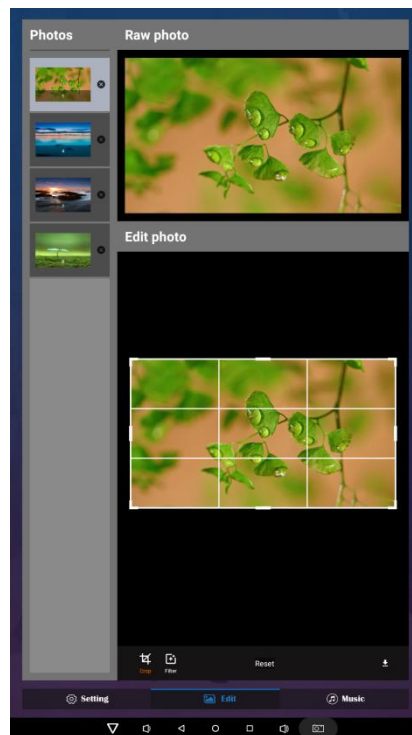 Photos
Raw photo
Edit photo
Crop
Filter
Reset
Setting
Edit
Music